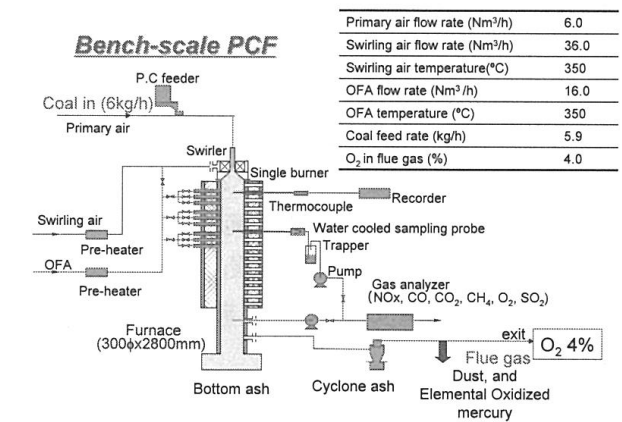 Bench-scale PCF
Primary air flow rate (Nm³/h) 6.0
Swirling air flow rate (Nm³/h) 36.0
Swirling air temperature(ºC) 350
OFA flow rate (Nm³/h) 16.0
OFA temperature (ºC) 350
Coal feed rate (kg/h) 5.9
O₂ in flue gas (%) 4.0
P.C feeder
Coal in (6kg/h)
Primary air
Swirler
Single burner
Thermocouple
Recorder
Swirling air
Pre-heater
Water cooled sampling probe
Trapper
OFA
Pre-heater
Pump
Gas analyzer
(NOx, CO, CO₂, CH₄, O₂, SO₂)
Furnace
(300ϕx2800mm)
exit
O₂ 4%
Flue gas
Bottom ash
Cyclone ash
Dust, and
Elemental Oxidized
mercury